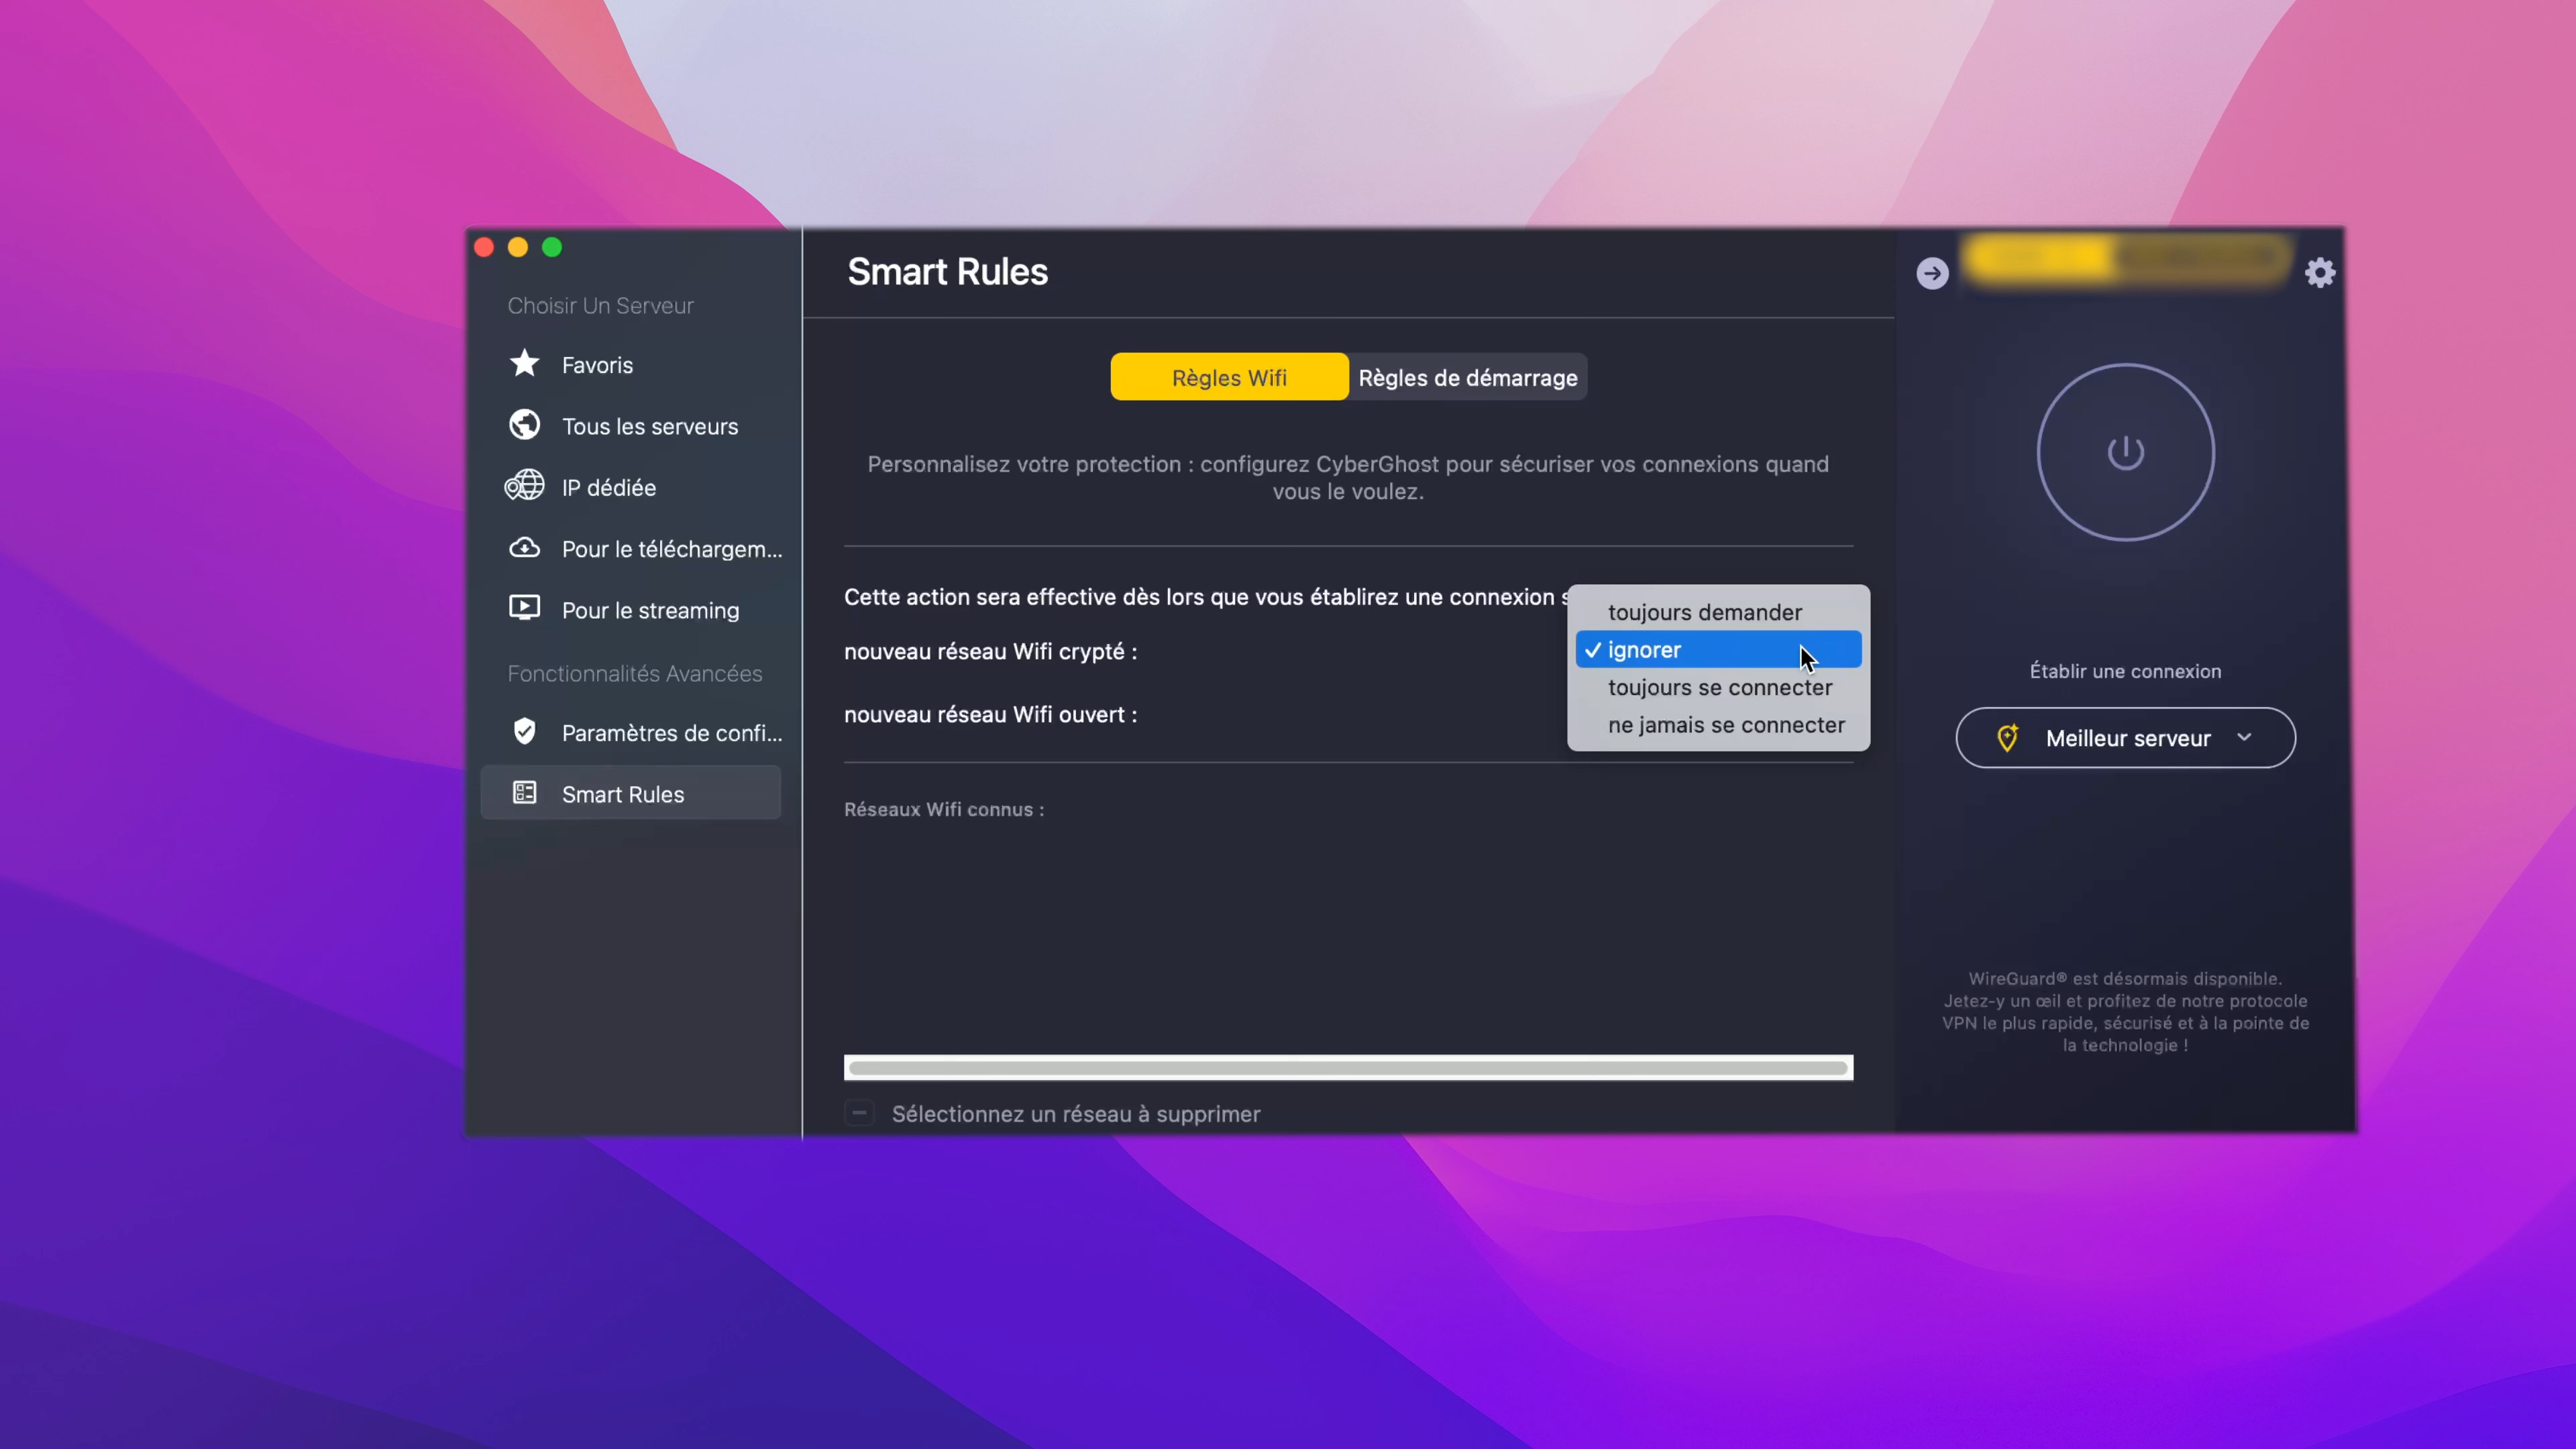 Choisir Un Serveur
Favoris
Tous les serveurs
IP dédiée
Pour le téléchargem...
Pour le streaming
Fonctionnalités Avancées
Paramètres de confi...
Smart Rules
Smart Rules
Règles Wifi
Règles de démarrage
Personnalisez votre protection : configurez CyberGhost pour sécuriser vos connexions quand
vous le voulez.
Cette action sera effective dès lors que vous établirez une connexion
nouveau réseau Wifi crypté :
nouveau réseau Wifi ouvert :
toujours demander
✓ ignorer
toujours se connecter
ne jamais se connecter
Réseaux Wifi connus :
Sélectionnez un réseau à supprimer
Établir une connexion
Meilleur serveur
WireGuard® est désormais disponible.
Jetez-y un œil et profitez de notre protocole
VPN le plus rapide, sécurisé et à la pointe de
la technologie !